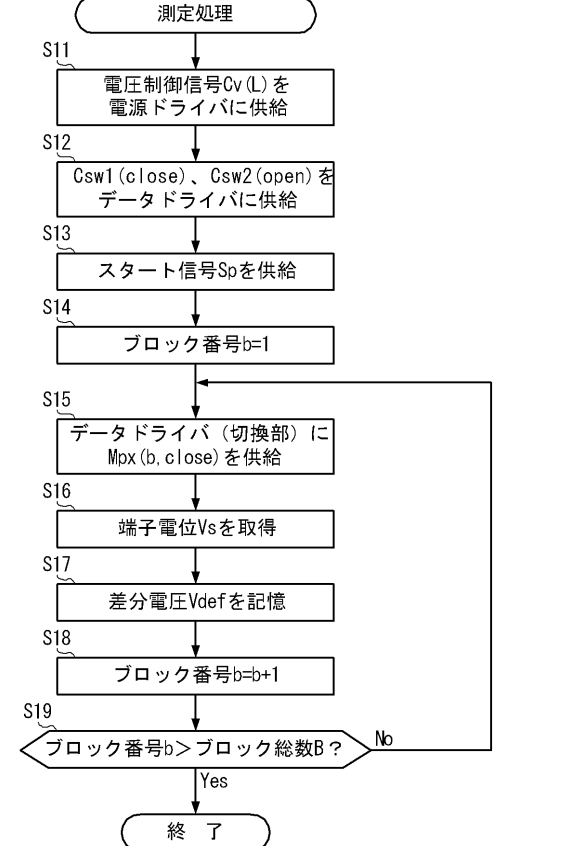 測定処理
S11
電圧制御信号Cv(L)を
電源ドライバに供給
S12
Csw1(close)、Csw2(open)を
データドライバに供給
S13
スタート信号Spを供給
S14
ブロック番号b=1
S15
データドライバ（切換部）に
Mpx(b,close)を供給
S16
端子電位Vsを取得
S17
差分電圧Vdefを記憶
S18
ブロック番号b=b+1
S19
ブロック番号b＞ブロック総数B？
No
Yes
終　了